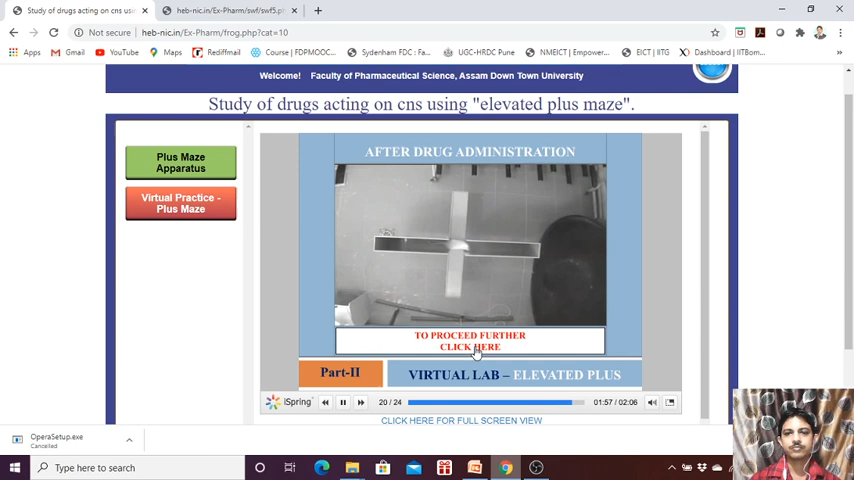 Study of drugs acting on cns usin
heb-nic.in/Ex-Pharm/swf/swf5.p
Not secure
heb-nic.in/Ex-Pharm/frog.php?cat=10
Apps
Gmail
YouTube
Maps
Rediffmail
Course | FDPMOOC...
Sydenham FDC : Fa...
UGC-HRDC Pune
NMEICT | Empower...
EICT | IITG
Dashboard | IITBom...
Welcome! Faculty of Pharmaceutical Science, Assam Down Town University
Study of drugs acting on cns using "elevated plus maze".
Plus Maze
Apparatus
Virtual Practice -
Plus Maze
AFTER DRUG ADMINISTRATION
TO PROCEED FURTHER
CLICK HERE
Part-II
VIRTUAL LAB – ELEVATED PLUS
iSpring
20 / 24
01:57 / 02:06
CLICK HERE FOR FULL SCREEN VIEW
OperaSetup.exe
Cancelled
Show all
Type here to search